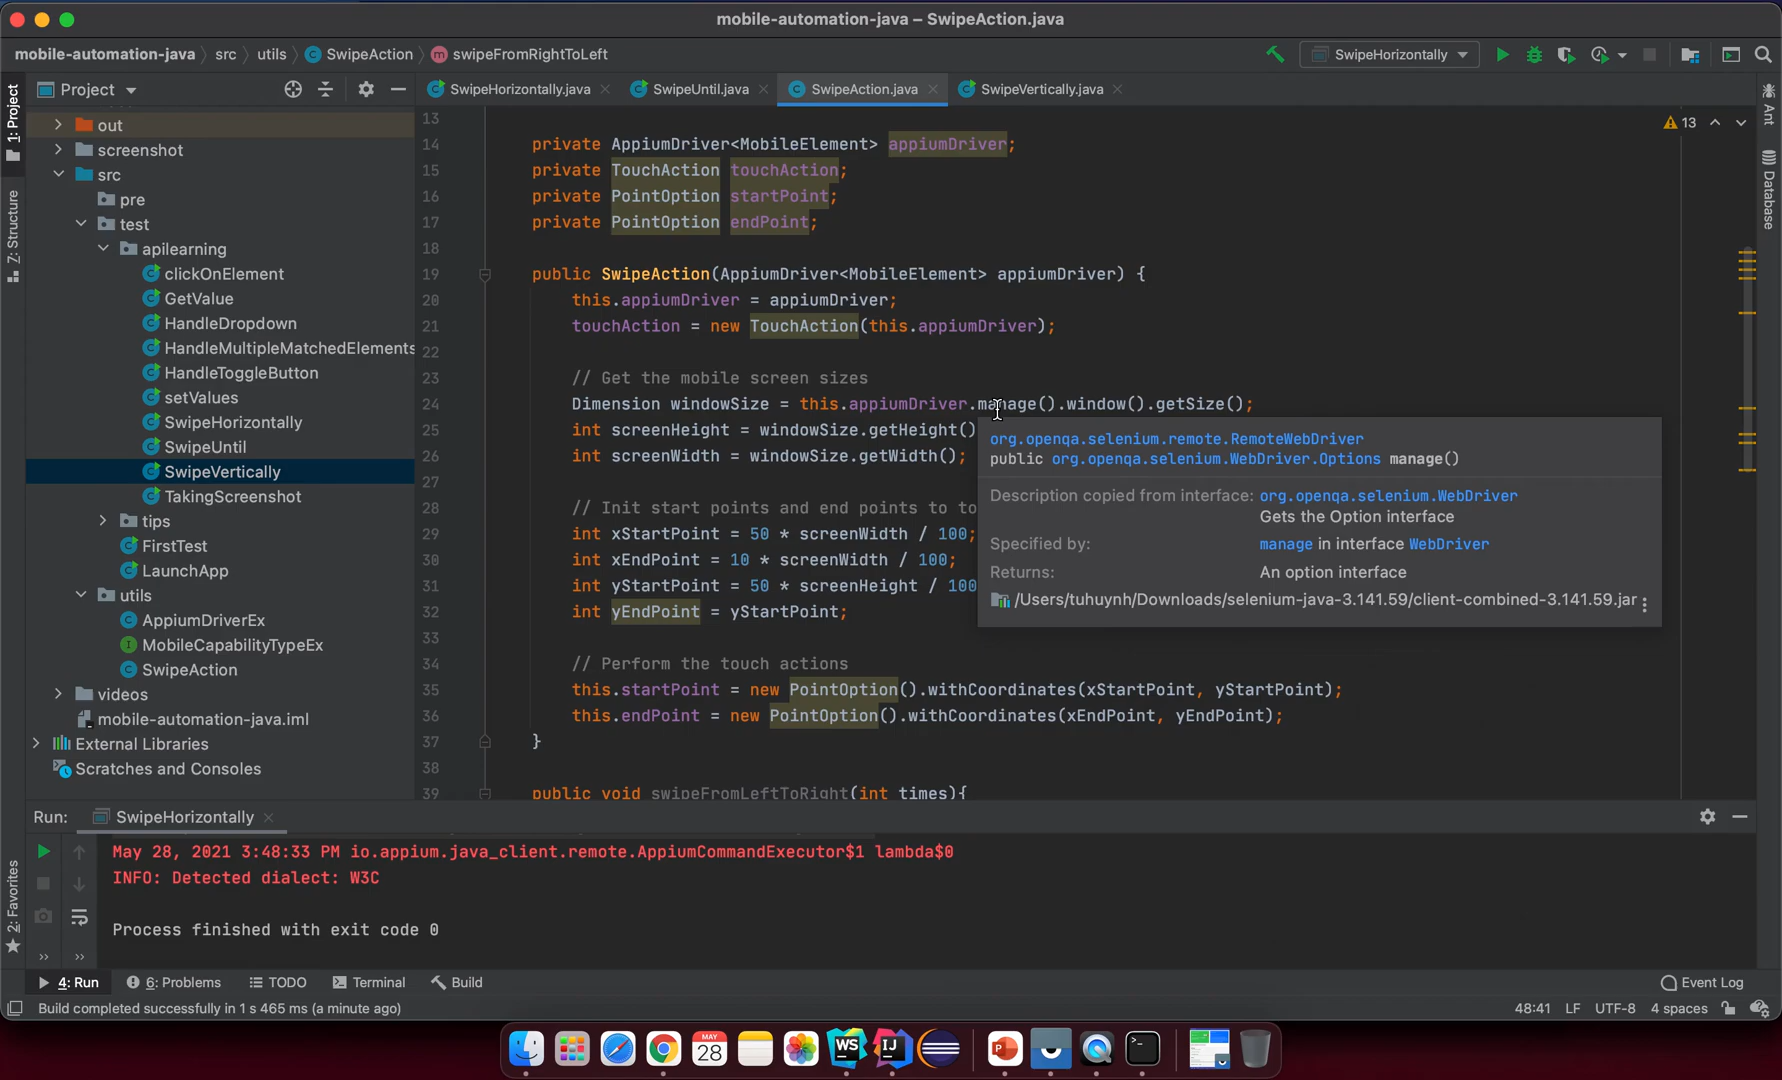 mobile-automation-java – SwipeAction.java
mobile-automation-java src utils SwipeAction m swipeFromRightToLeft
SwipeHorizontally
1: Project
7: Structure
2: Favorites
Project
SwipeHorizontally.java
SwipeUntil.java
SwipeAction.java
SwipeVertically.java
Ant
Database
out
screenshot
src
pre
test
apilearning
clickOnElement
GetValue
HandleDropdown
HandleMultipleMatchedElements
HandleToggleButton
setValues
SwipeHorizontally
SwipeUntil
SwipeVertically
TakingScreenshot
tips
FirstTest
LaunchApp
utils
AppiumDriverEx
MobileCapabilityTypeEx
SwipeAction
videos
mobile-automation-java.iml
External Libraries
Scratches and Consoles
13
13
14 private AppiumDriver<MobileElement> appiumDriver;
15 private TouchAction touchAction;
16 private PointOption startPoint;
17 private PointOption endPoint;
18
19 public SwipeAction(AppiumDriver<MobileElement> appiumDriver) {
20 this.appiumDriver = appiumDriver;
21 touchAction = new TouchAction(this.appiumDriver);
22
23 // Get the mobile screen sizes
24 Dimension windowSize = this.appiumDriver.manage().window().getSize();
25 int screenHeight = windowSize.getHeight()
26 int screenWidth = windowSize.getWidth();
27
28 // Init start points and end points to to
29 int xStartPoint = 50 * screenWidth / 100;
30 int xEndPoint = 10 * screenWidth / 100;
31 int yStartPoint = 50 * screenHeight / 100
32 int yEndPoint = yStartPoint;
33
34 // Perform the touch actions
35 this.startPoint = new PointOption().withCoordinates(xStartPoint, yStartPoint);
36 this.endPoint = new PointOption().withCoordinates(xEndPoint, yEndPoint);
37 }
38
39 public void swipeFromLeftToRight(int times){
org.openqa.selenium.remote.RemoteWebDriver
public org.openqa.selenium.WebDriver.Options manage()
Description copied from interface: org.openqa.selenium.WebDriver
Gets the Option interface
Specified by: manage in interface WebDriver
Returns: An option interface
/Users/tuhuynh/Downloads/selenium-java-3.141.59/client-combined-3.141.59.jar
Run: SwipeHorizontally
May 28, 2021 3:48:33 PM io.appium.java_client.remote.AppiumCommandExecutor$1 lambda$0
INFO: Detected dialect: W3C
Process finished with exit code 0
4: Run 6: Problems TODO Terminal Build Event Log
Build completed successfully in 1 s 465 ms (a minute ago) 48:41 LF UTF-8 4 spaces
MAY
28
WS
IJ
P